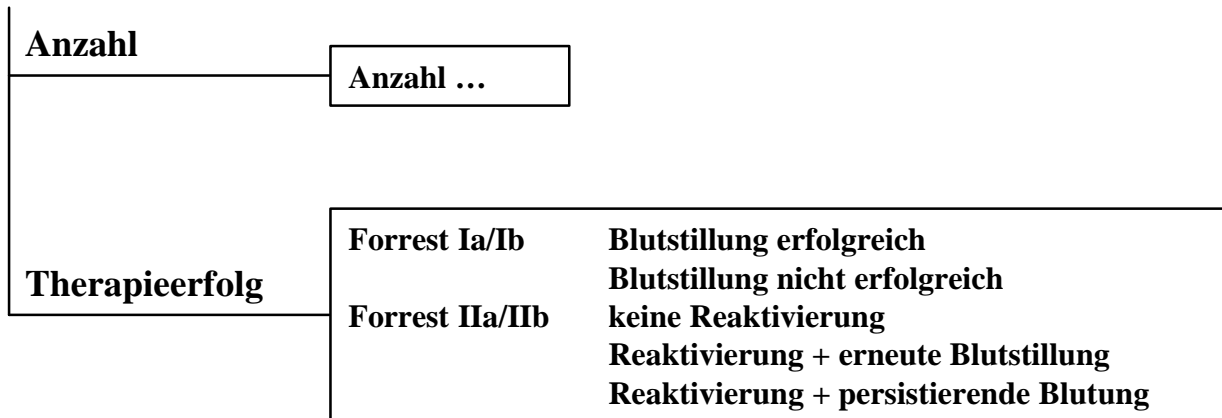 Anzahl
Anzahl …
Forrest Ia/Ib Blutstillung erfolgreich
Blutstillung nicht erfolgreich
Therapieerfolg
Forrest IIa/IIb keine Reaktivierung
Reaktivierung + erneute Blutstillung
Reaktivierung + persistierende Blutung